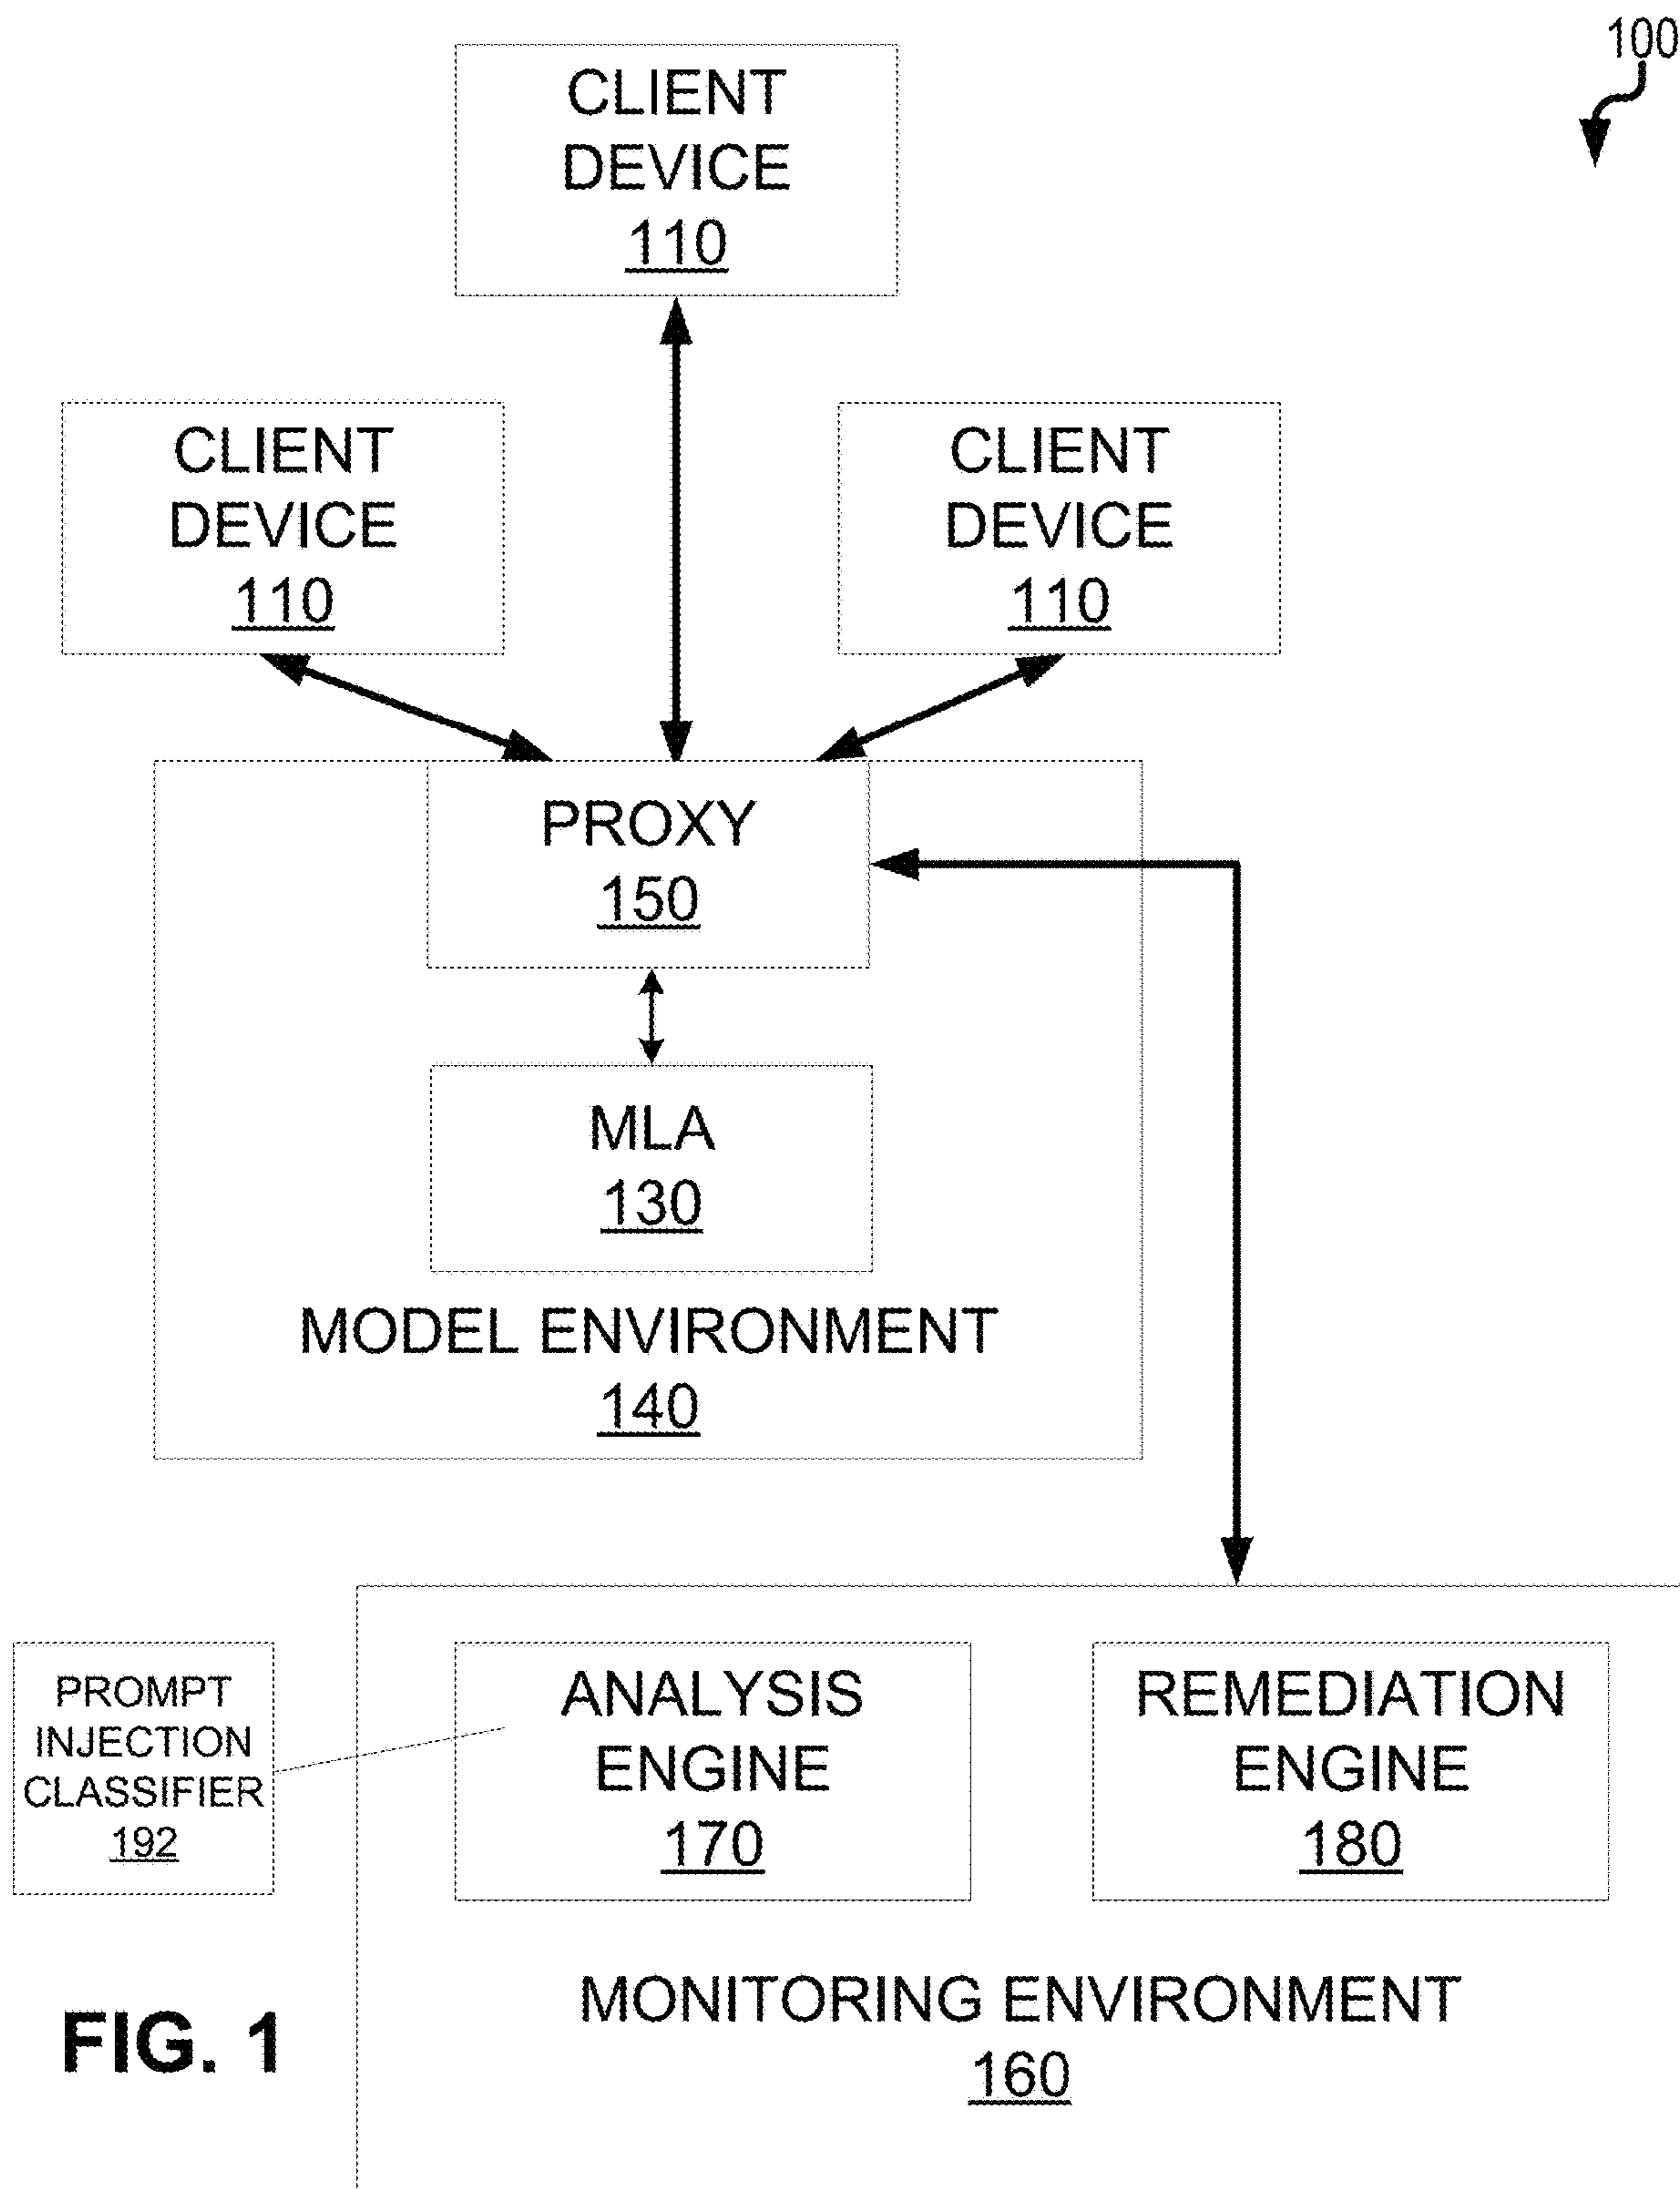 100
CLIENT
DEVICE
110
CLIENT
DEVICE
110
CLIENT
DEVICE
110
PROXY
150
MLA
130
MODEL ENVIRONMENT
140
PROMPT
INJECTION
CLASSIFIER
192
ANALYSIS
ENGINE
170
REMEDIATION
ENGINE
180
MONITORING ENVIRONMENT
160
FIG. 1